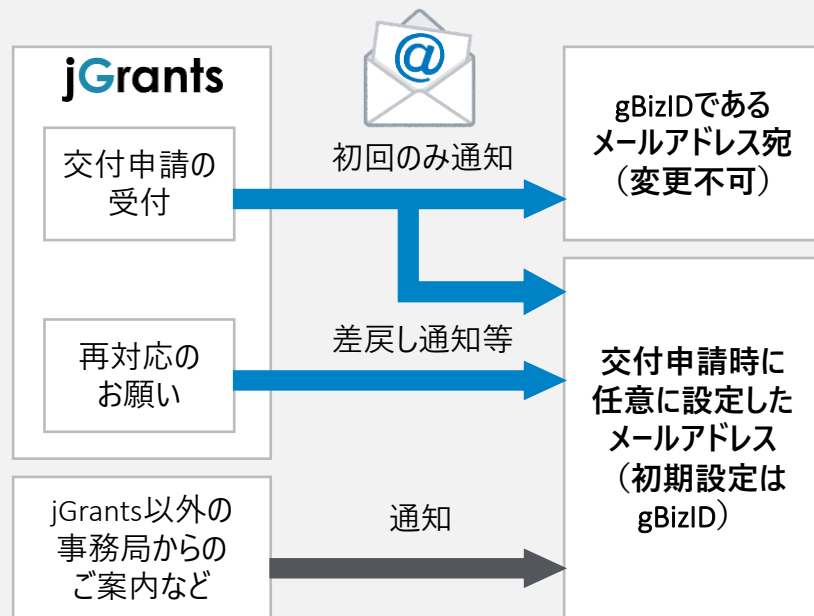 jGrants
交付申請の
受付
再対応の
お願い
jGrants以外の
事務局からの
ご案内など
@
初回のみ通知
差戻し通知等
通知
gBizIDである
メールアドレス宛
（変更不可）
交付申請時に
任意に設定した
メールアドレス
（初期設定は
gBizID）